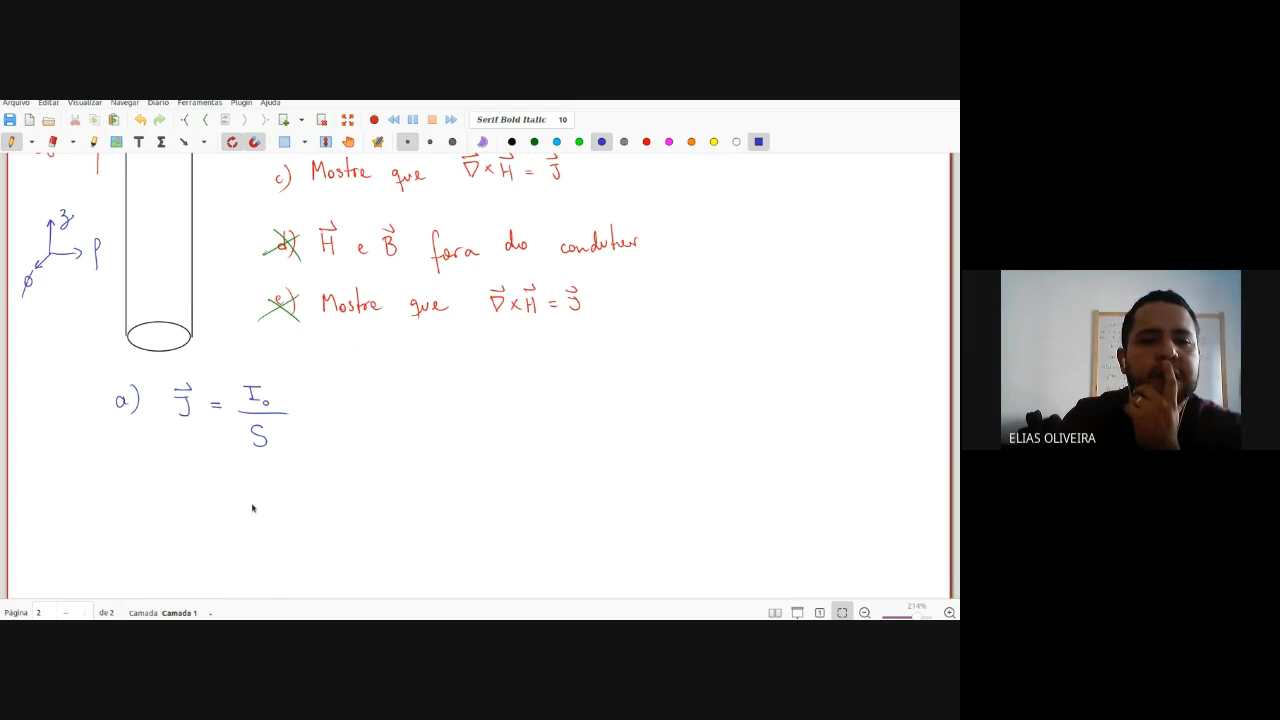 Arquivo Editar Visualizar Navegar Diário Ferramentas Plugin Ajuda
Serif Bold Italic 10
c) Mostre que ∇⃗ × H⃗ = J⃗
z
ρ
ϕ
d) H⃗ e B⃗ fora do condutor
e) Mostre que ∇⃗ × H⃗ = J⃗
a) J⃗ = I₀
S
ELIAS OLIVEIRA
Página 2 de 2 Camada Camada 1 214%